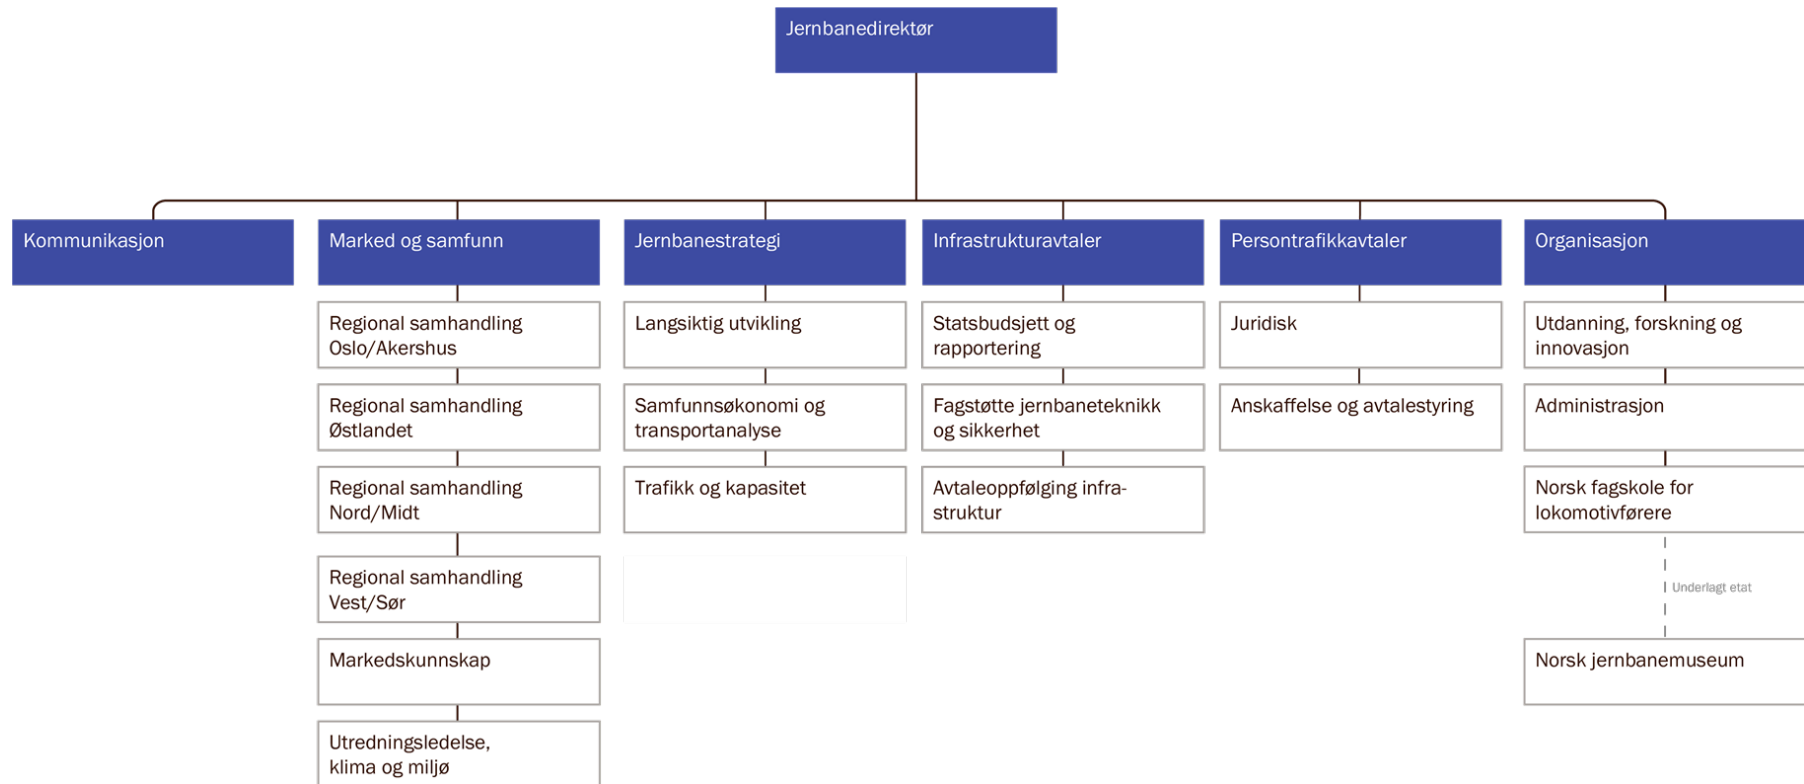 Jernbanedirektør
Kommunikasjon
Marked og samfunn
Regional samhandling
Oslo/Akershus
Regional samhandling
Østlandet
Regional samhandling
Nord/Midt
Regional samhandling
Vest/Sør
Markedskunnskap
Utredningsledelse,
klima og miljø
Jernbanestrategi
Langsiktig utvikling
Samfunnsøkonomi og
transportanalyse
Trafikk og kapasitet
Infrastrukturavtaler
Statsbudsjett og
rapportering
Fagstøtte jernbaneteknikk
og sikkerhet
Avtaleoppfølging infra-
struktur
Persontrafikkavtaler
Juridisk
Anskaffelse og avtalestyring
Organisasjon
Utdanning, forskning og
innovasjon
Administrasjon
Norsk fagskole for
lokomotivførere
Underlagt etat
Norsk jernbanemuseum